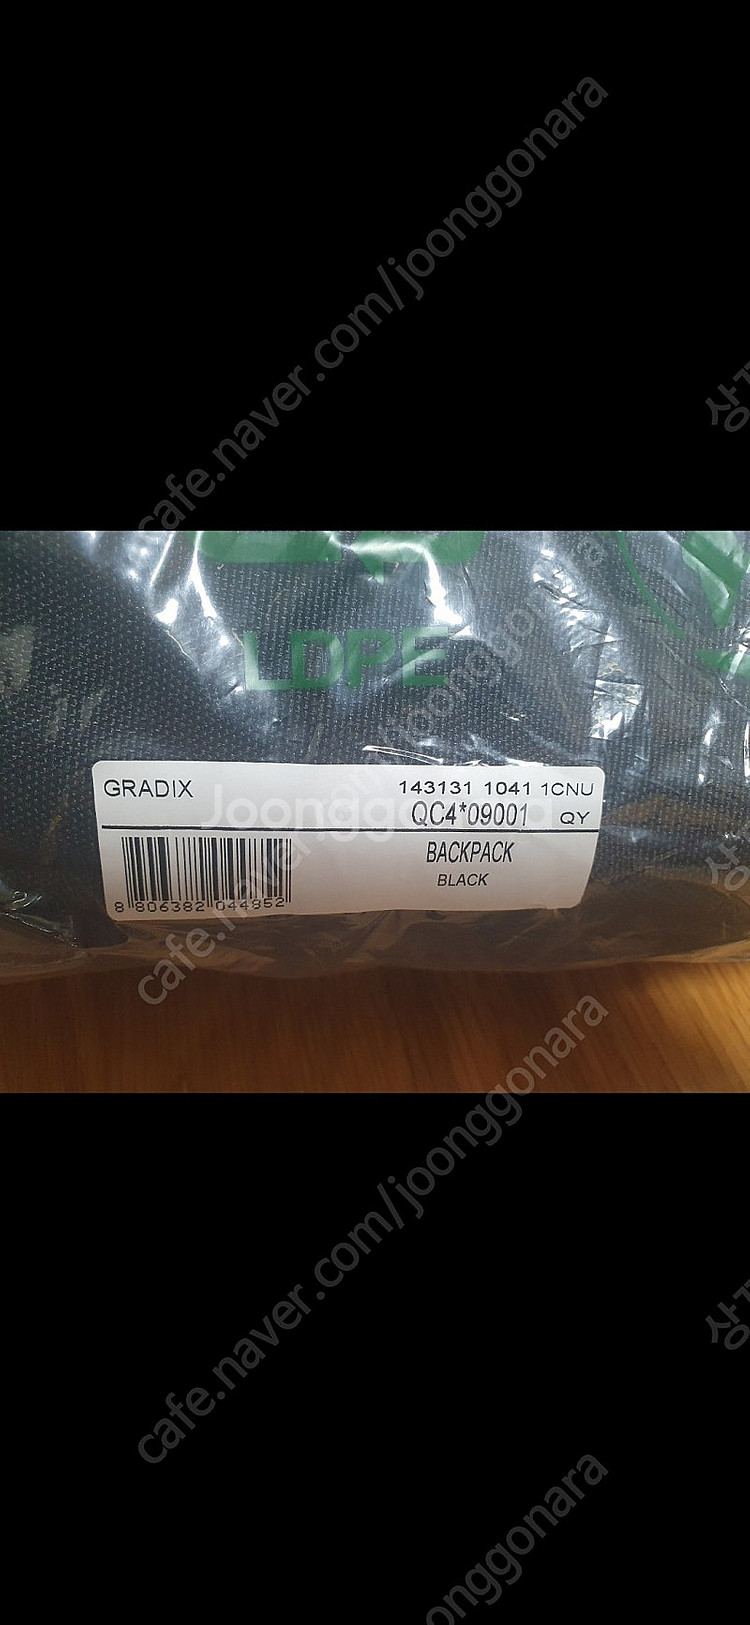 cafe.naver.com/joonggonara
LDPE
GRADIX
143131 1041 1CNU
QC4*09001 QY
BACKPACK
BLACK
8 806382 044852
Joonggonara
cafe.naver.com/joonggonara
cafe.naver.com/joonggonara